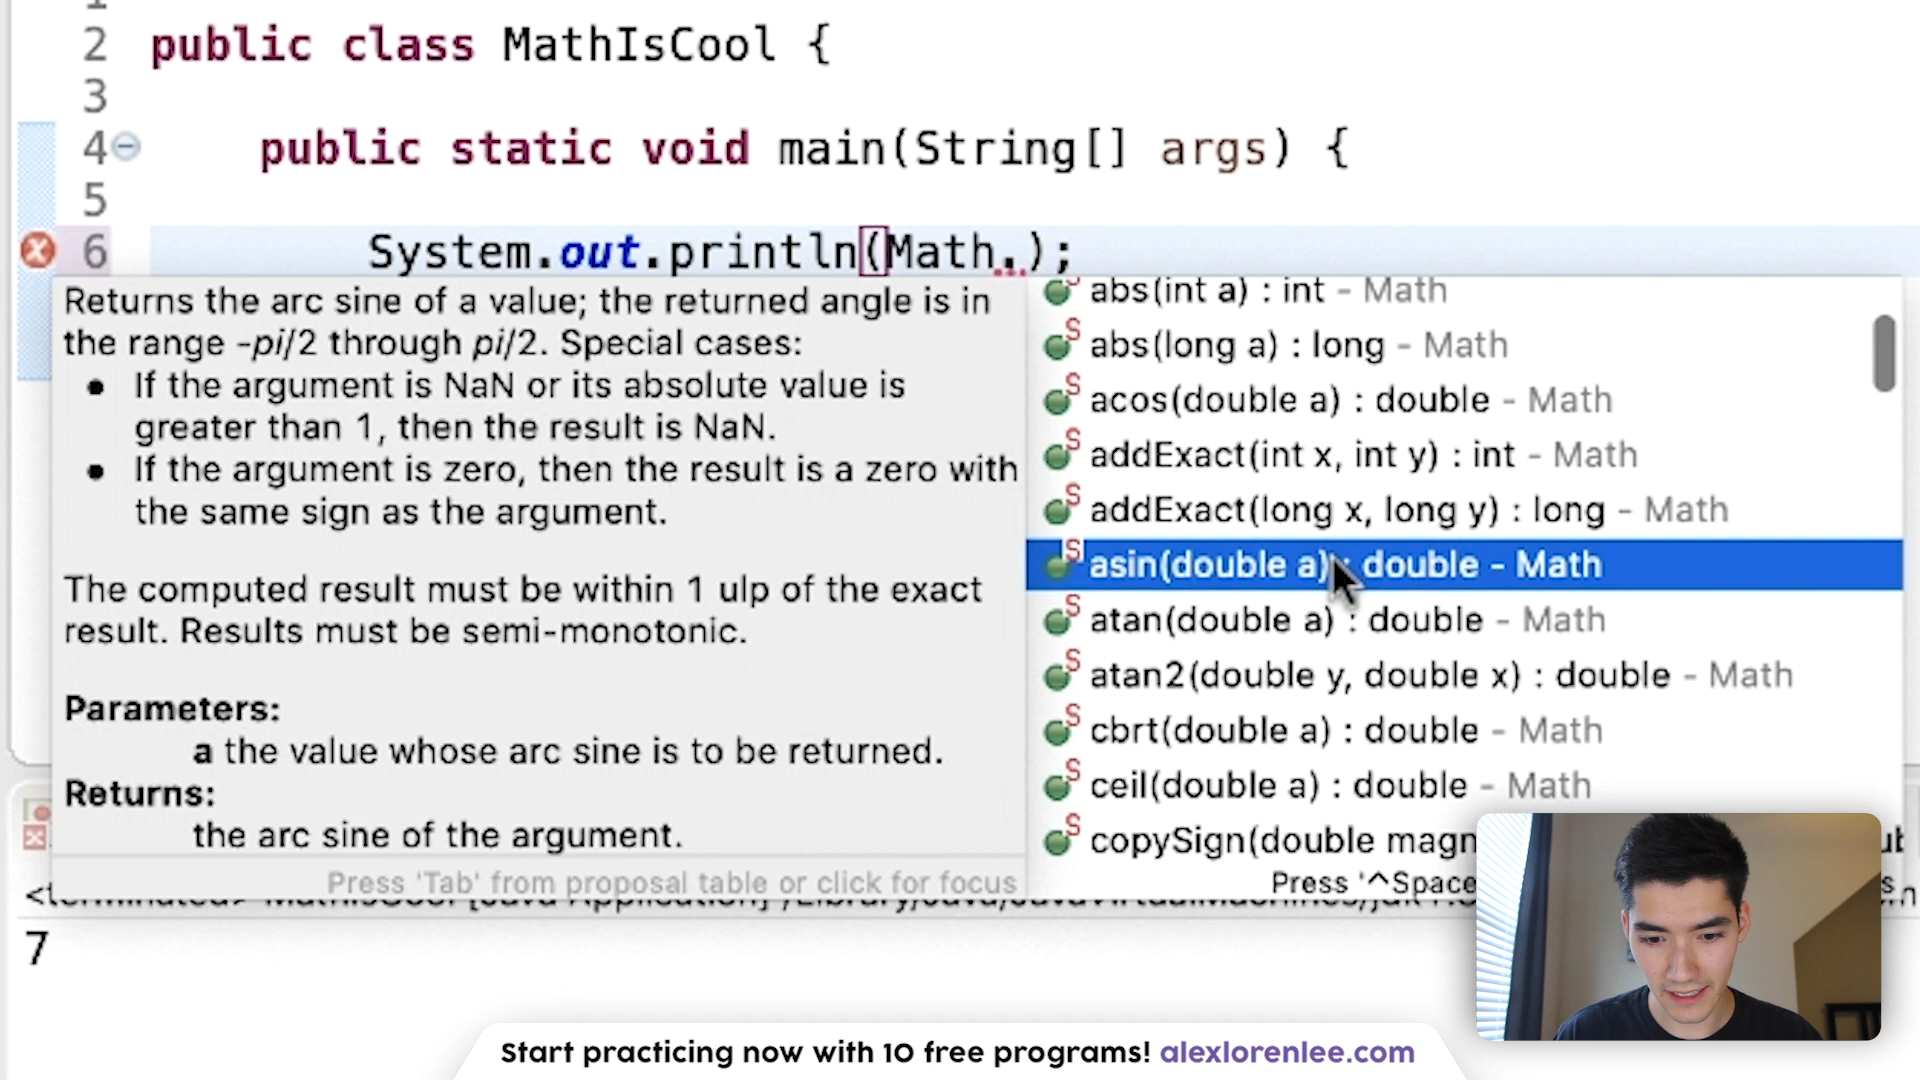 2 public class MathIsCool {
3
4 public static void main(String[] args) {
5
6 System.out.println(Math.);
Returns the arc sine of a value; the returned angle is in
the range -pi/2 through pi/2. Special cases:
● If the argument is NaN or its absolute value is
greater than 1, then the result is NaN.
● If the argument is zero, then the result is a zero with
the same sign as the argument.
The computed result must be within 1 ulp of the exact
result. Results must be semi-monotonic.
Parameters:
a the value whose arc sine is to be returned.
Returns:
the arc sine of the argument.
Press 'Tab' from proposal table or click for focus
abs(int a) : int - Math
abs(long a) : long - Math
acos(double a) : double - Math
addExact(int x, int y) : int - Math
addExact(long x, long y) : long - Math
asin(double a) : double - Math
atan(double a) : double - Math
atan2(double y, double x) : double - Math
cbrt(double a) : double - Math
ceil(double a) : double - Math
copySign(double magn
Press '^Space
<terminated> MathIsCool [Java Application] /Library/Java/JavaVirtualMachines/
7
Start practicing now with 10 free programs! alexlorenlee.com